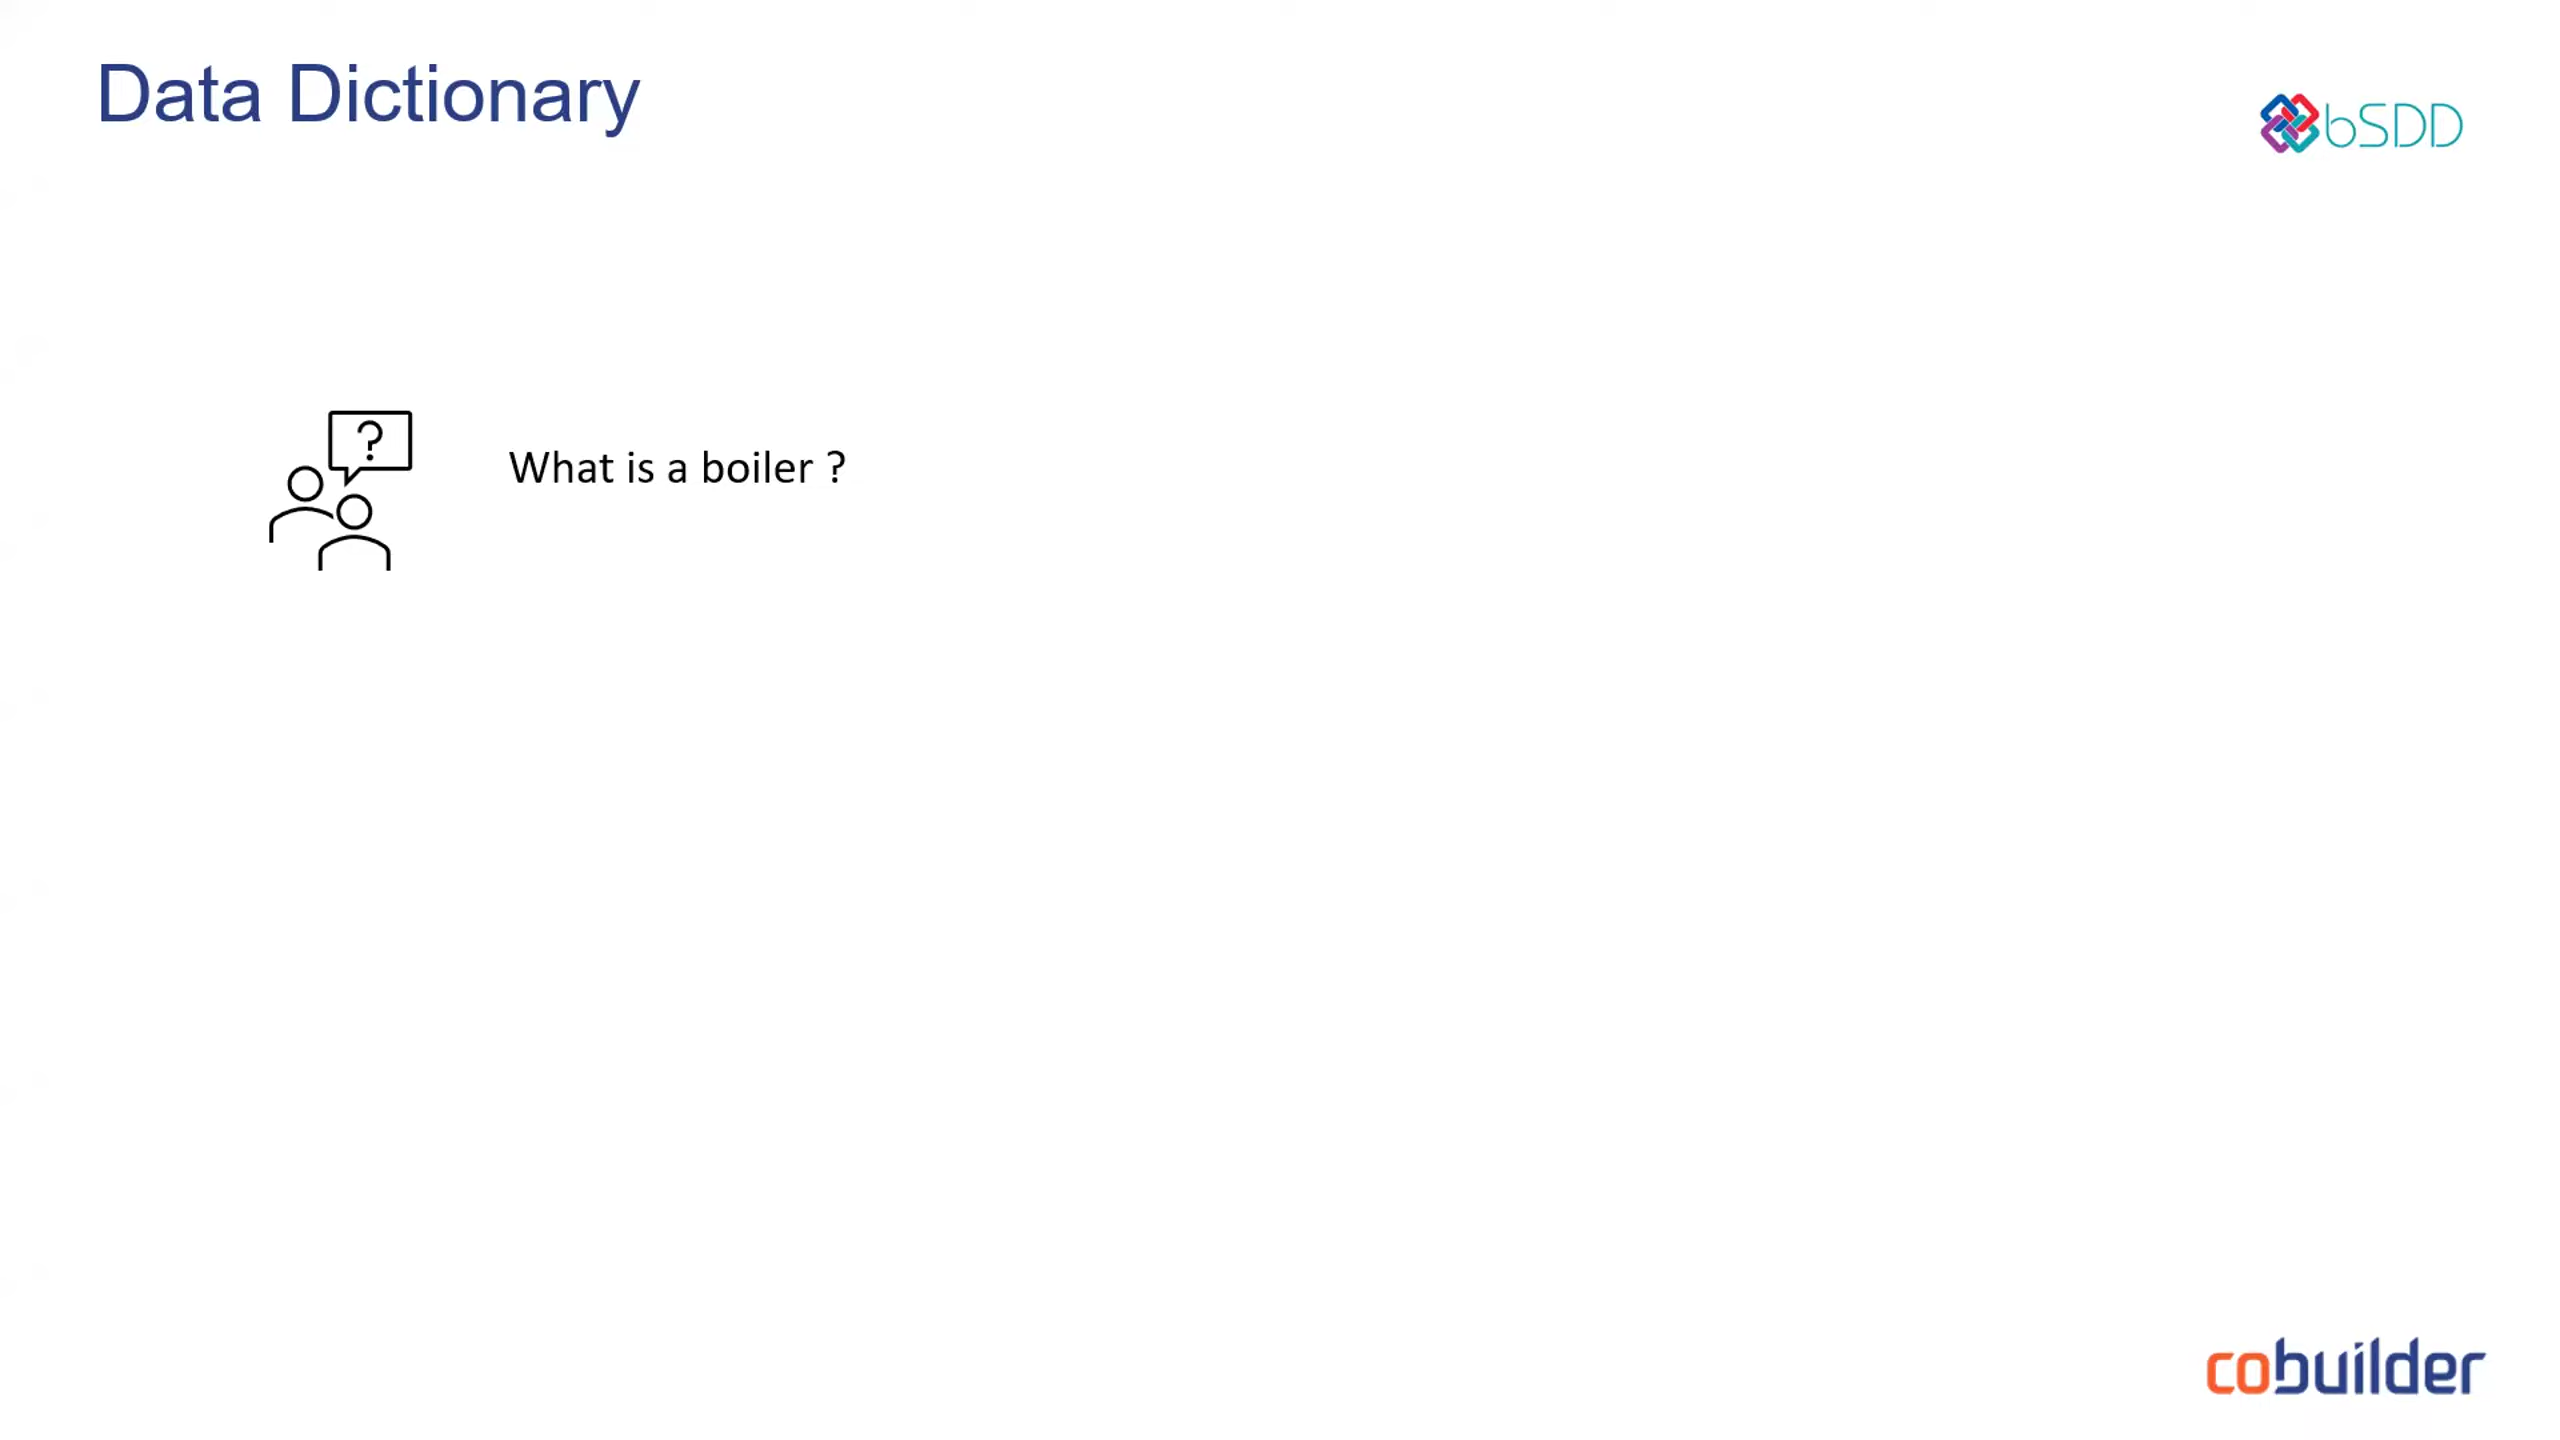 Data Dictionary
bSDD
?
What is a boiler ?
cobuilder